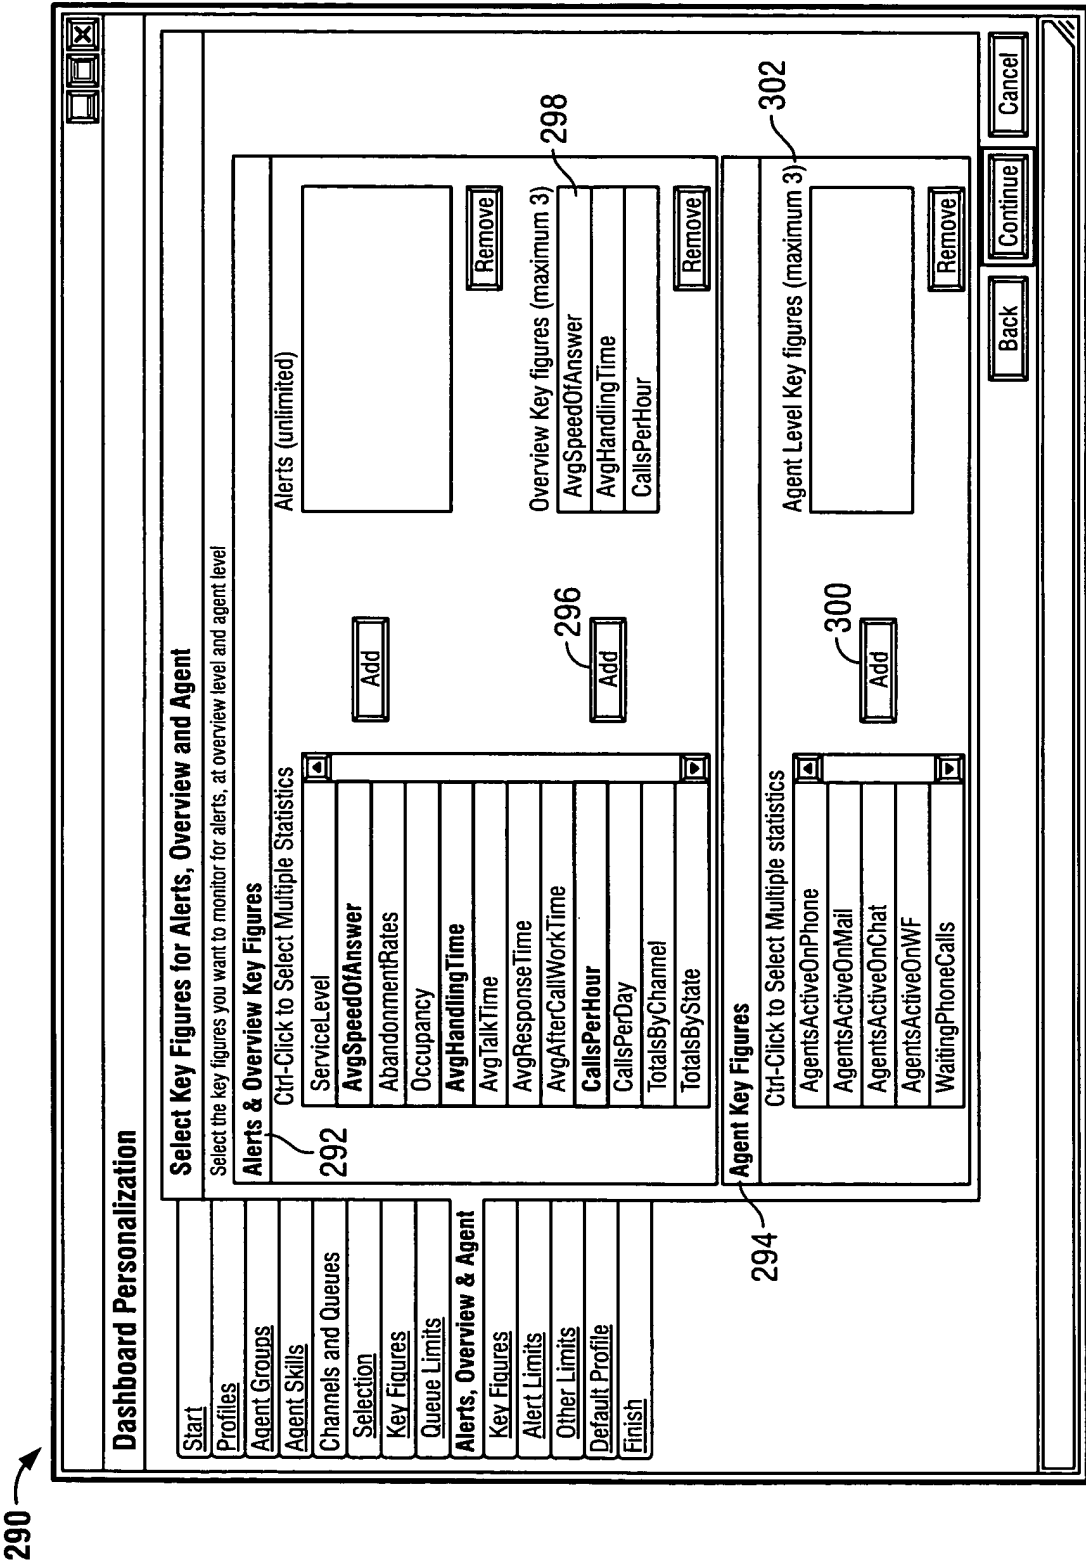 290
Dashboard Personalization
Start
Profiles
Agent Groups
Agent Skills
Channels and Queues
Selection
Key Figures
Queue Limits
Alerts, Overview & Agent
Key Figures
Alert Limits
Other Limits
Default Profile
Finish
Select Key Figures for Alerts, Overview and Agent
Select the key figures you want to monitor for alerts, at overview level and agent level
Alerts & Overview Key Figures
292
Ctrl-Click to Select Multiple Statistics
ServiceLevel
AvgSpeedOfAnswer
AbandonmentRates
Occupancy
AvgHandlingTime
AvgTalkTime
AvgResponseTime
AvgAfterCallWorkTime
CallsPerHour
CallsPerDay
TotalsByChannel
TotalsByState
Add
Alerts (unlimited)
Remove
296
Add
Overview Key figures (maximum 3)
298
AvgSpeedOfAnswer
AvgHandlingTime
CallsPerHour
Remove
294
Agent Key Figures
Ctrl-Click to Select Multiple statistics
AgentsActiveOnPhone
AgentsActiveOnMail
AgentsActiveOnChat
AgentsActiveOnWF
WaitingPhoneCalls
300
Add
Agent Level Key figures (maximum 3)
302
Remove
Back
Continue
Cancel